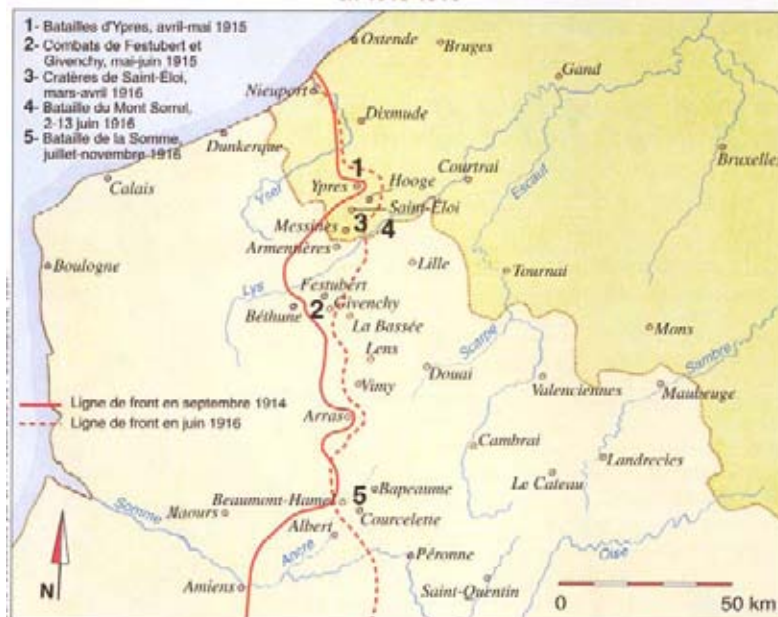 1- Batailles d'Ypres, avril-mai 1915
2- Combats de Festubert et
Givenchy, mai-juin 1915
3- Cratères de Saint-Éloi,
mars-avril 1916
4- Bataille du Mont Sorrel,
2-13 juin 1916
5- Bataille de la Somme,
juillet-novembre 1916
Ostende
Bruges
Gand
Nieuport
Dixmude
Dunkerque
Bruxelles
Calais
1
Courtrai
Escaut
Ypres
Hooge
Yser
Saint-Éloi
3
Messines
4
Armentières
Boulogne
Lille
Tournai
Lys
Festubert
2
Givenchy
Béthune
La Bassée
Mons
Scarpe
Sambre
Lens
Douai
Vimy
Valenciennes
Maubeuge
Ligne de front en septembre 1914
Ligne de front en juin 1916
Arras
Cambrai
Landrecies
Le Cateau
Bapeaume
Beaumont-Hamel
5
Somme
Naours
Courcelette
Albert
Ancre
Oise
Péronne
N
Amiens
Saint-Quentin
0
50 km